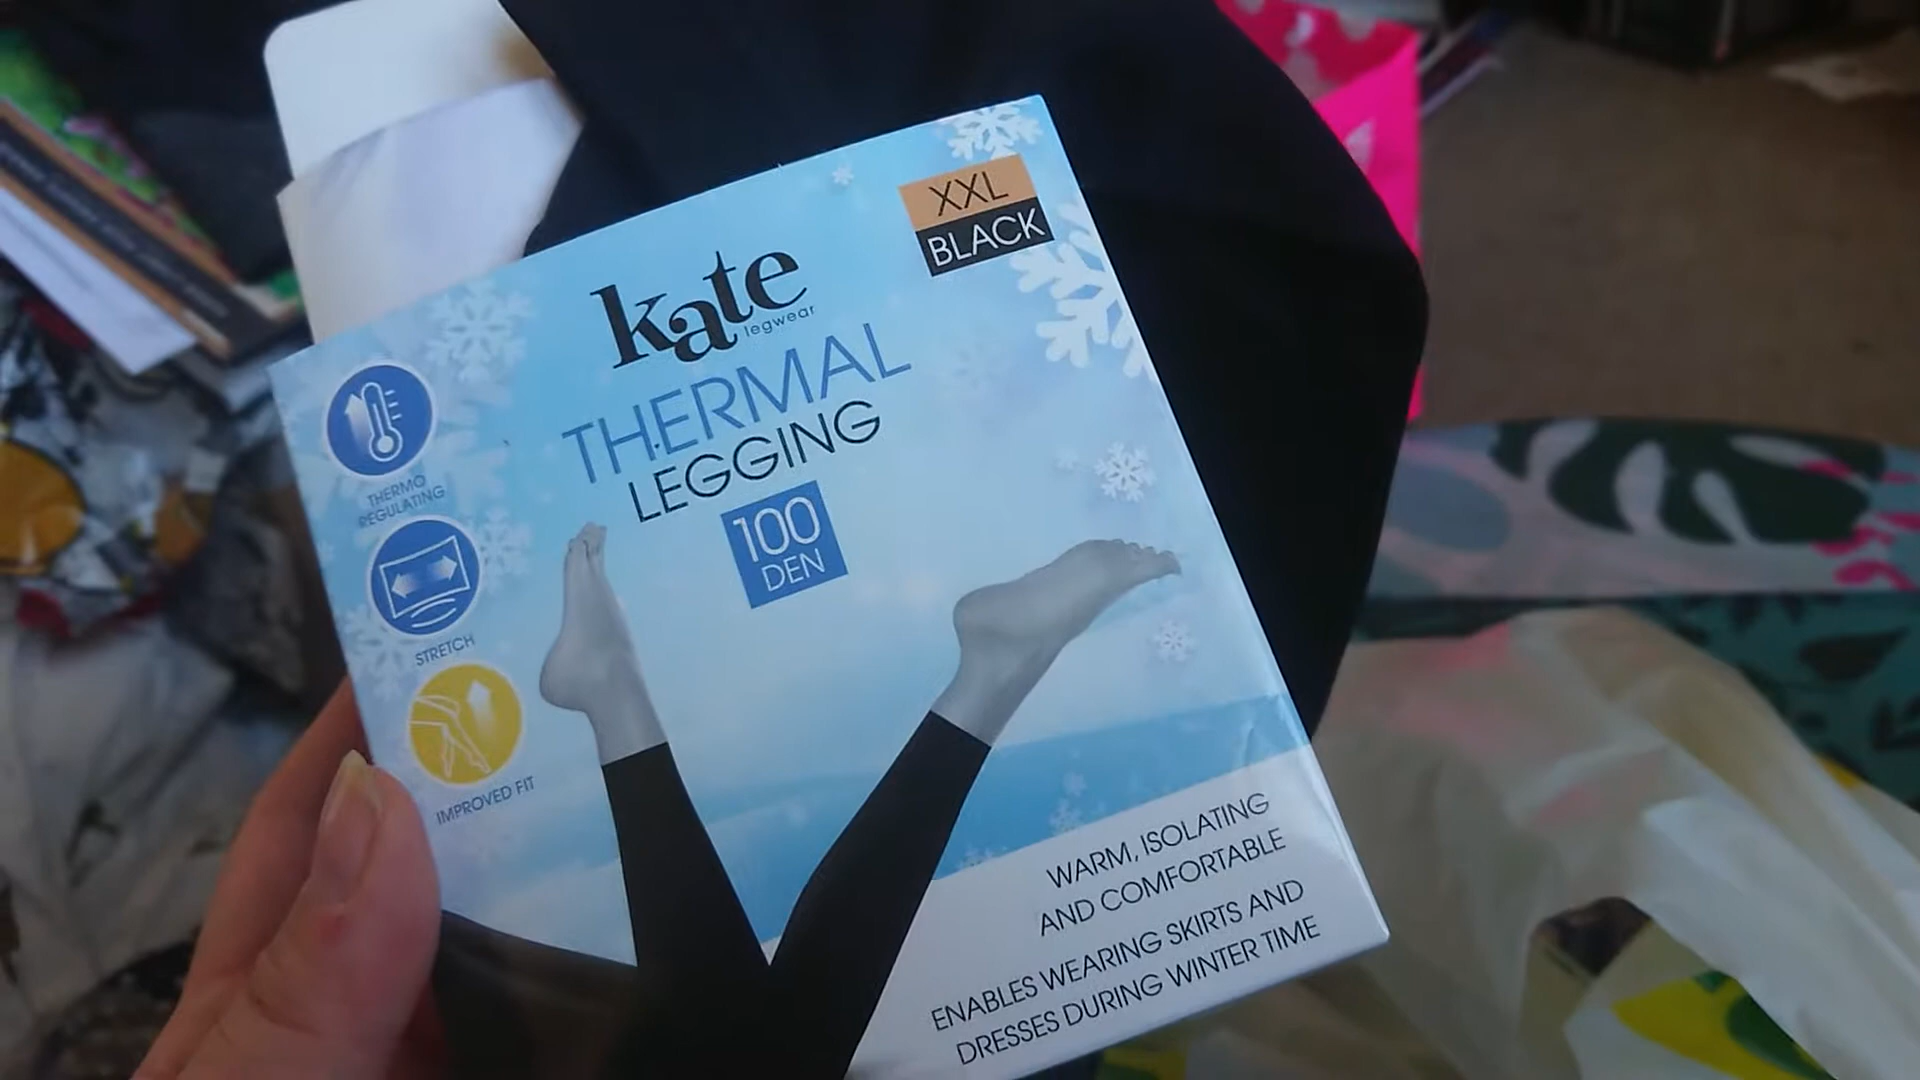 XXL
BLACK
kate
legwear
THERMAL
LEGGING
100
DEN
THERMO
REGULATING
STRETCH
IMPROVED FIT
WARM, ISOLATING
AND COMFORTABLE
ENABLES WEARING SKIRTS AND
DRESSES DURING WINTER TIME